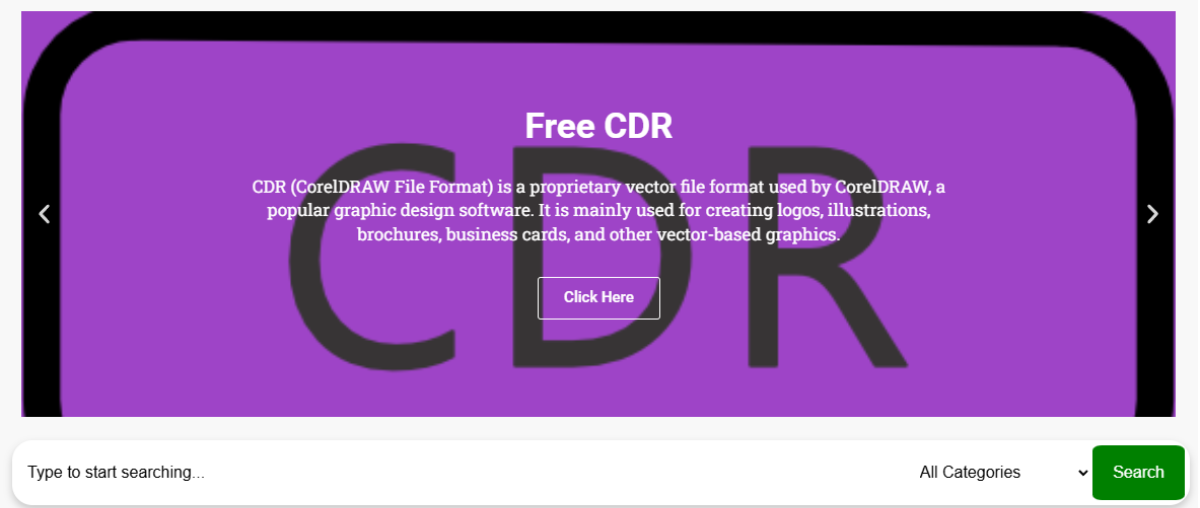 Free CDR
CDR
CDR (CorelDRAW File Format) is a proprietary vector file format used by CorelDRAW, a
popular graphic design software. It is mainly used for creating logos, illustrations,
brochures, business cards, and other vector-based graphics.
Click Here
Type to start searching...
All Categories
Search